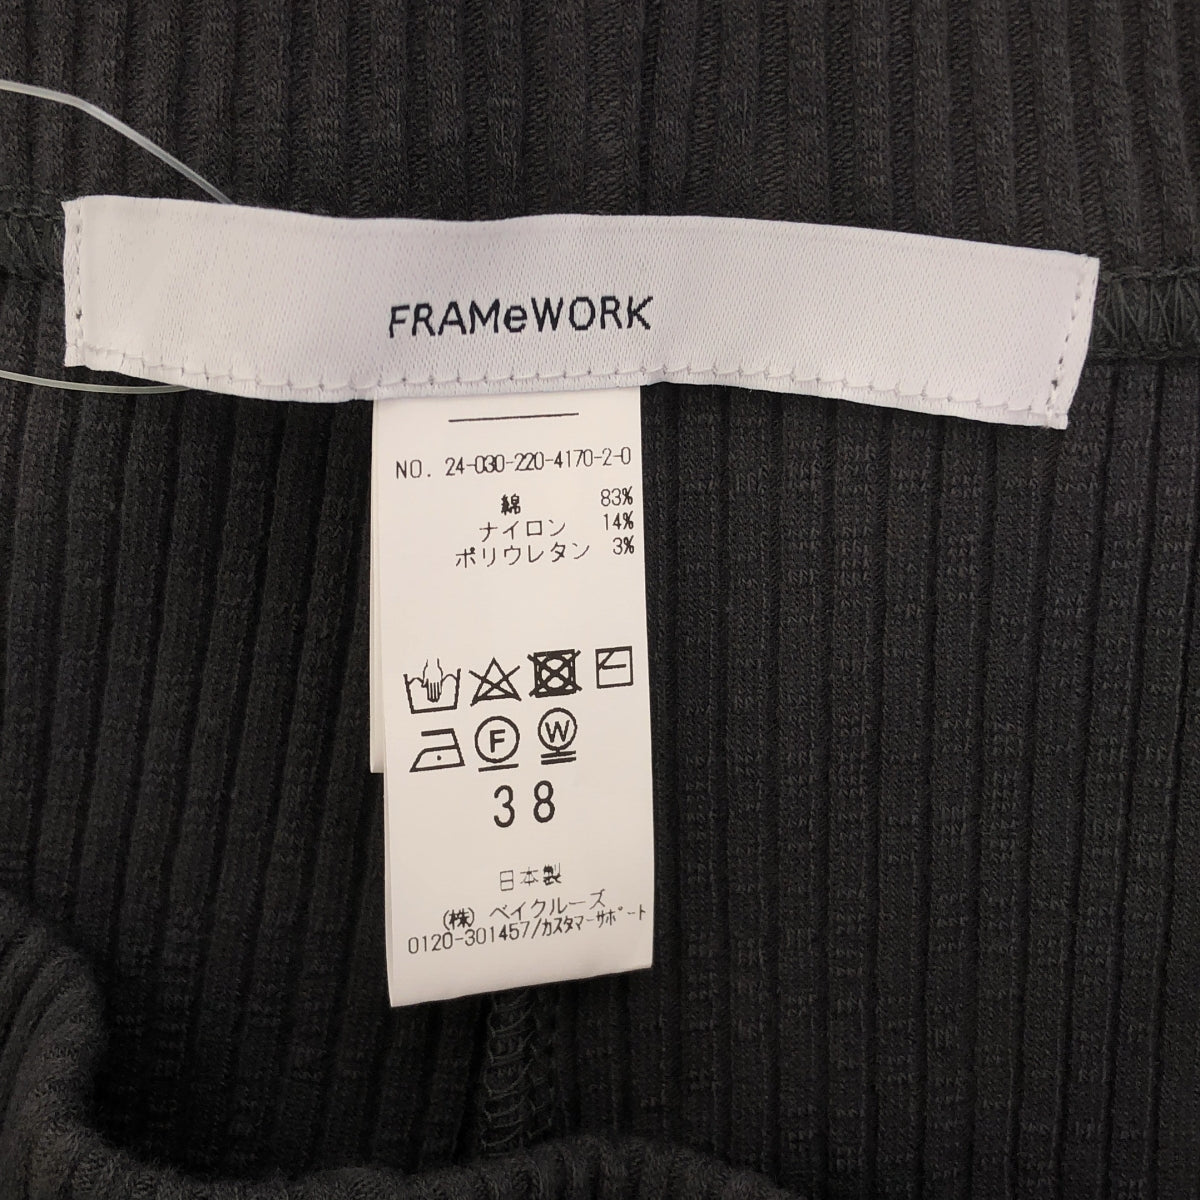 FRAMeWORK
NO. 24-030-220-4170-2-0
綿 83%
ナイロン 14%
ポリウレタン 3%
F W
38
日本製
(株) ベイクルーズ
0120-301457/カスタマーサポート